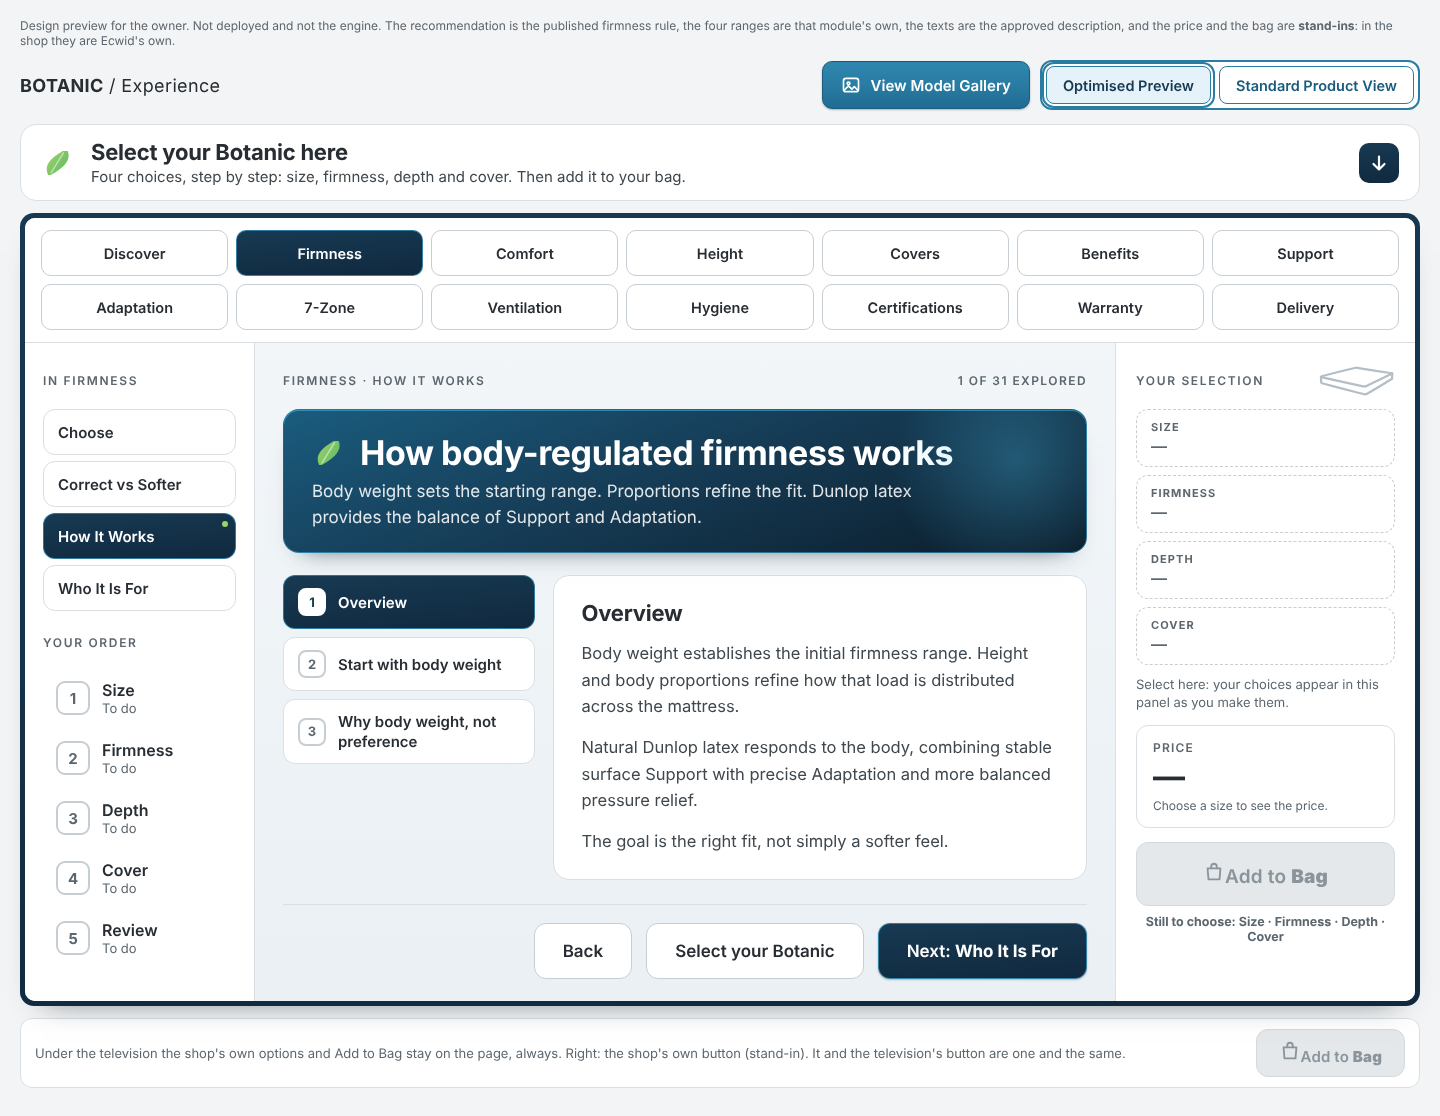 Design preview for the owner. Not deployed and not the engine. The recommendation is the published firmness rule, the four ranges are that module's own, the texts are the approved description, and the price and the bag are stand-ins: in the
shop they are Ecwid's own.
BOTANIC / Experience
View Model Gallery
Optimised Preview
Standard Product View
Select your Botanic here
Four choices, step by step: size, firmness, depth and cover. Then add it to your bag.
Discover
Firmness
Comfort
Height
Covers
Benefits
Support
Adaptation
7-Zone
Ventilation
Hygiene
Certifications
Warranty
Delivery
IN FIRMNESS
Choose
Correct vs Softer
How It Works
Who It Is For
YOUR ORDER
1
Size
To do
2
Firmness
To do
3
Depth
To do
4
Cover
To do
5
Review
To do
FIRMNESS · HOW IT WORKS
1 OF 31 EXPLORED
How body-regulated firmness works
Body weight sets the starting range. Proportions refine the fit. Dunlop latex
provides the balance of Support and Adaptation.
1
Overview
2
Start with body weight
3
Why body weight, not
preference
Overview
Body weight establishes the initial firmness range. Height
and body proportions refine how that load is distributed
across the mattress.
Natural Dunlop latex responds to the body, combining stable
surface Support with precise Adaptation and more balanced
pressure relief.
The goal is the right fit, not simply a softer feel.
Back
Select your Botanic
Next: Who It Is For
YOUR SELECTION
SIZE
—
FIRMNESS
—
DEPTH
—
COVER
—
Select here: your choices appear in this
panel as you make them.
PRICE
—
Choose a size to see the price.
Add to Bag
Still to choose: Size · Firmness · Depth ·
Cover
Under the television the shop's own options and Add to Bag stay on the page, always. Right: the shop's own button (stand-in). It and the television's button are one and the same.
Add to Bag